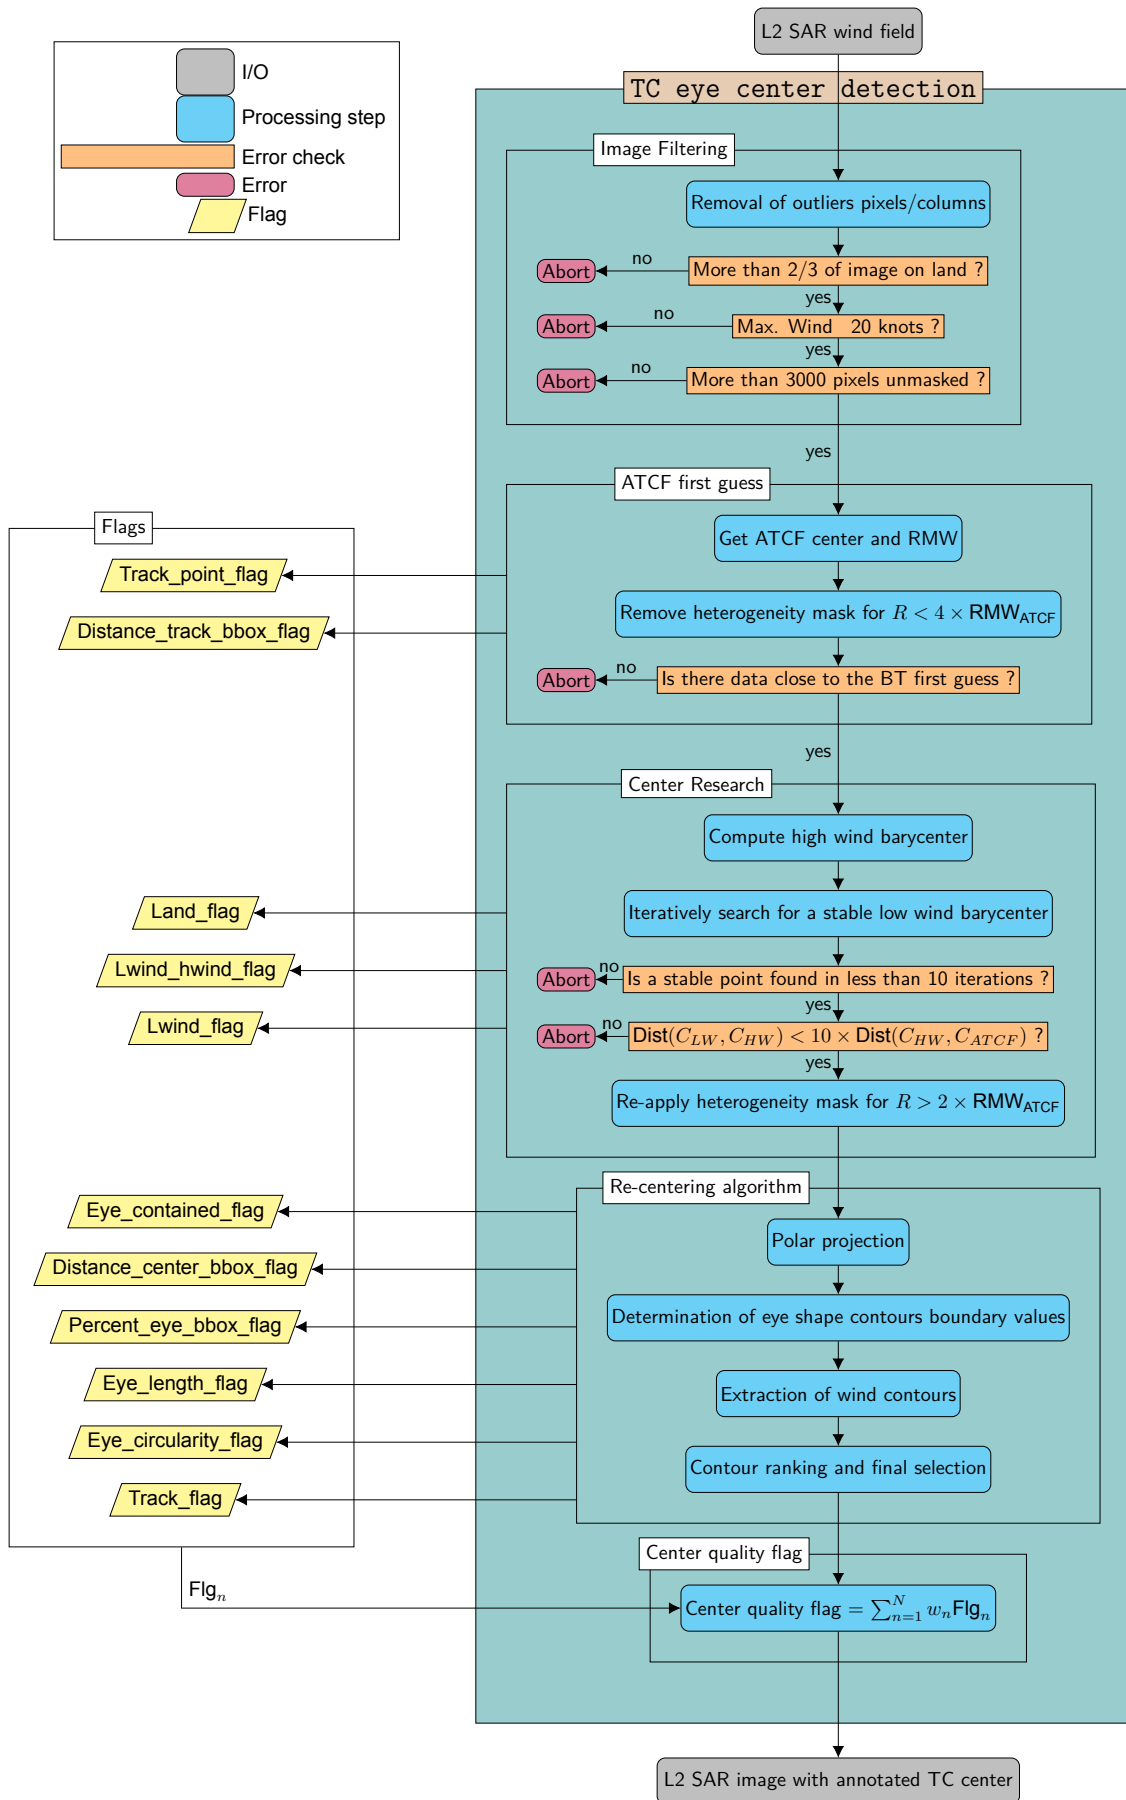 L2 SAR wind field
I/O
Processing step
Error check
Error
Flag
TC eye center detection
Image Filtering
Removal of outliers pixels/columns
Abort
no
More than 2/3 of image on land ?
yes
Abort
no
Max. Wind 20 knots ?
yes
Abort
no
More than 3000 pixels unmasked ?
yes
ATCF first guess
Get ATCF center and RMW
Remove heterogeneity mask for R < 4 × RMW_ATCF
Abort
no
Is there data close to the BT first guess ?
yes
Flags
Track_point_flag
Distance_track_bbox_flag
Land_flag
Lwind_hwind_flag
Lwind_flag
Eye_contained_flag
Distance_center_bbox_flag
Percent_eye_bbox_flag
Eye_length_flag
Eye_circularity_flag
Track_flag
Flg_n
Center Research
Compute high wind barycenter
Iteratively search for a stable low wind barycenter
Abort
no
Is a stable point found in less than 10 iterations ?
yes
Abort
no
Dist(C_LW, C_HW) < 10 × Dist(C_HW, C_ATCF) ?
yes
Re-apply heterogeneity mask for R > 2 × RMW_ATCF
Re-centering algorithm
Polar projection
Determination of eye shape contours boundary values
Extraction of wind contours
Contour ranking and final selection
Center quality flag
Center quality flag = ∑_{n=1}^{N} w_n Flg_n
L2 SAR image with annotated TC center